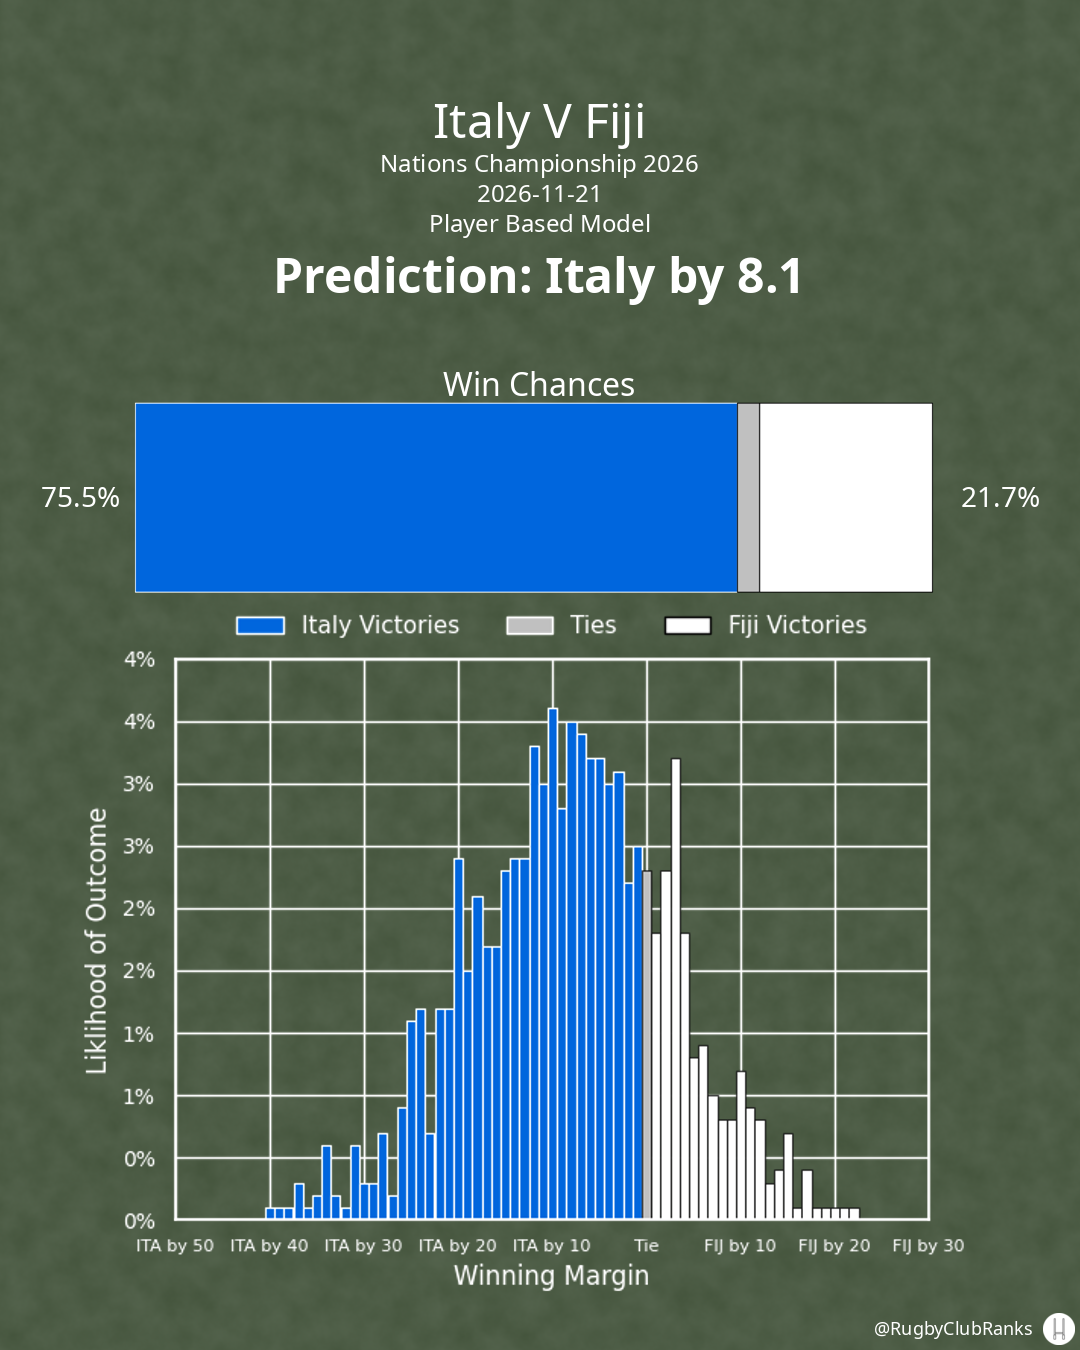 Italy V Fiji
Nations Championship 2026
2026-11-21
Player Based Model
Prediction: Italy by 8.1
Win Chances
75.5%
21.7%
Italy Victories
Ties
Fiji Victories
4%
4%
3%
3%
2%
2%
1%
1%
0%
0%
Liklihood of Outcome
ITA by 50
ITA by 40
ITA by 30
ITA by 20
ITA by 10
Tie
FIJ by 10
FIJ by 20
FIJ by 30
Winning Margin
@RugbyClubRanks